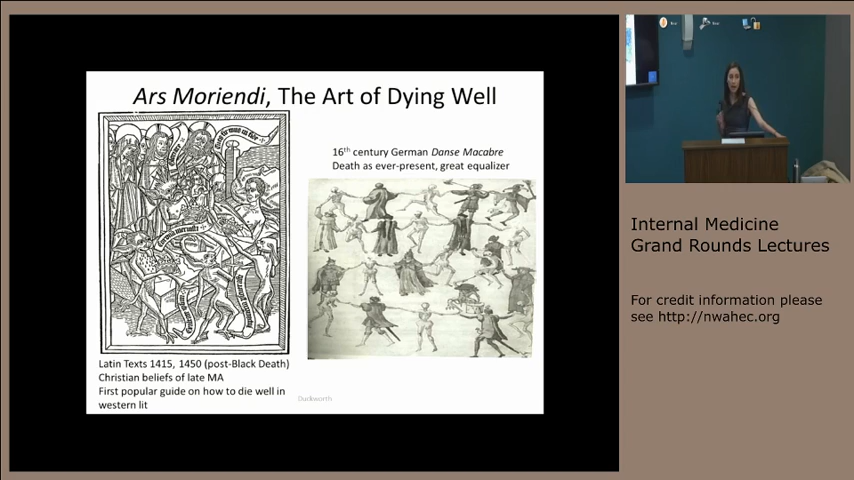 Ars Moriendi, The Art of Dying Well
16th century German Danse Macabre
Death as ever-present, great equalizer
Latin Texts 1415, 1450 (post-Black Death)
Christian beliefs of late MA
First popular guide on how to die well in
western lit
Duckworth
Internal Medicine
Grand Rounds Lectures
For credit information please
see http://nwahec.org